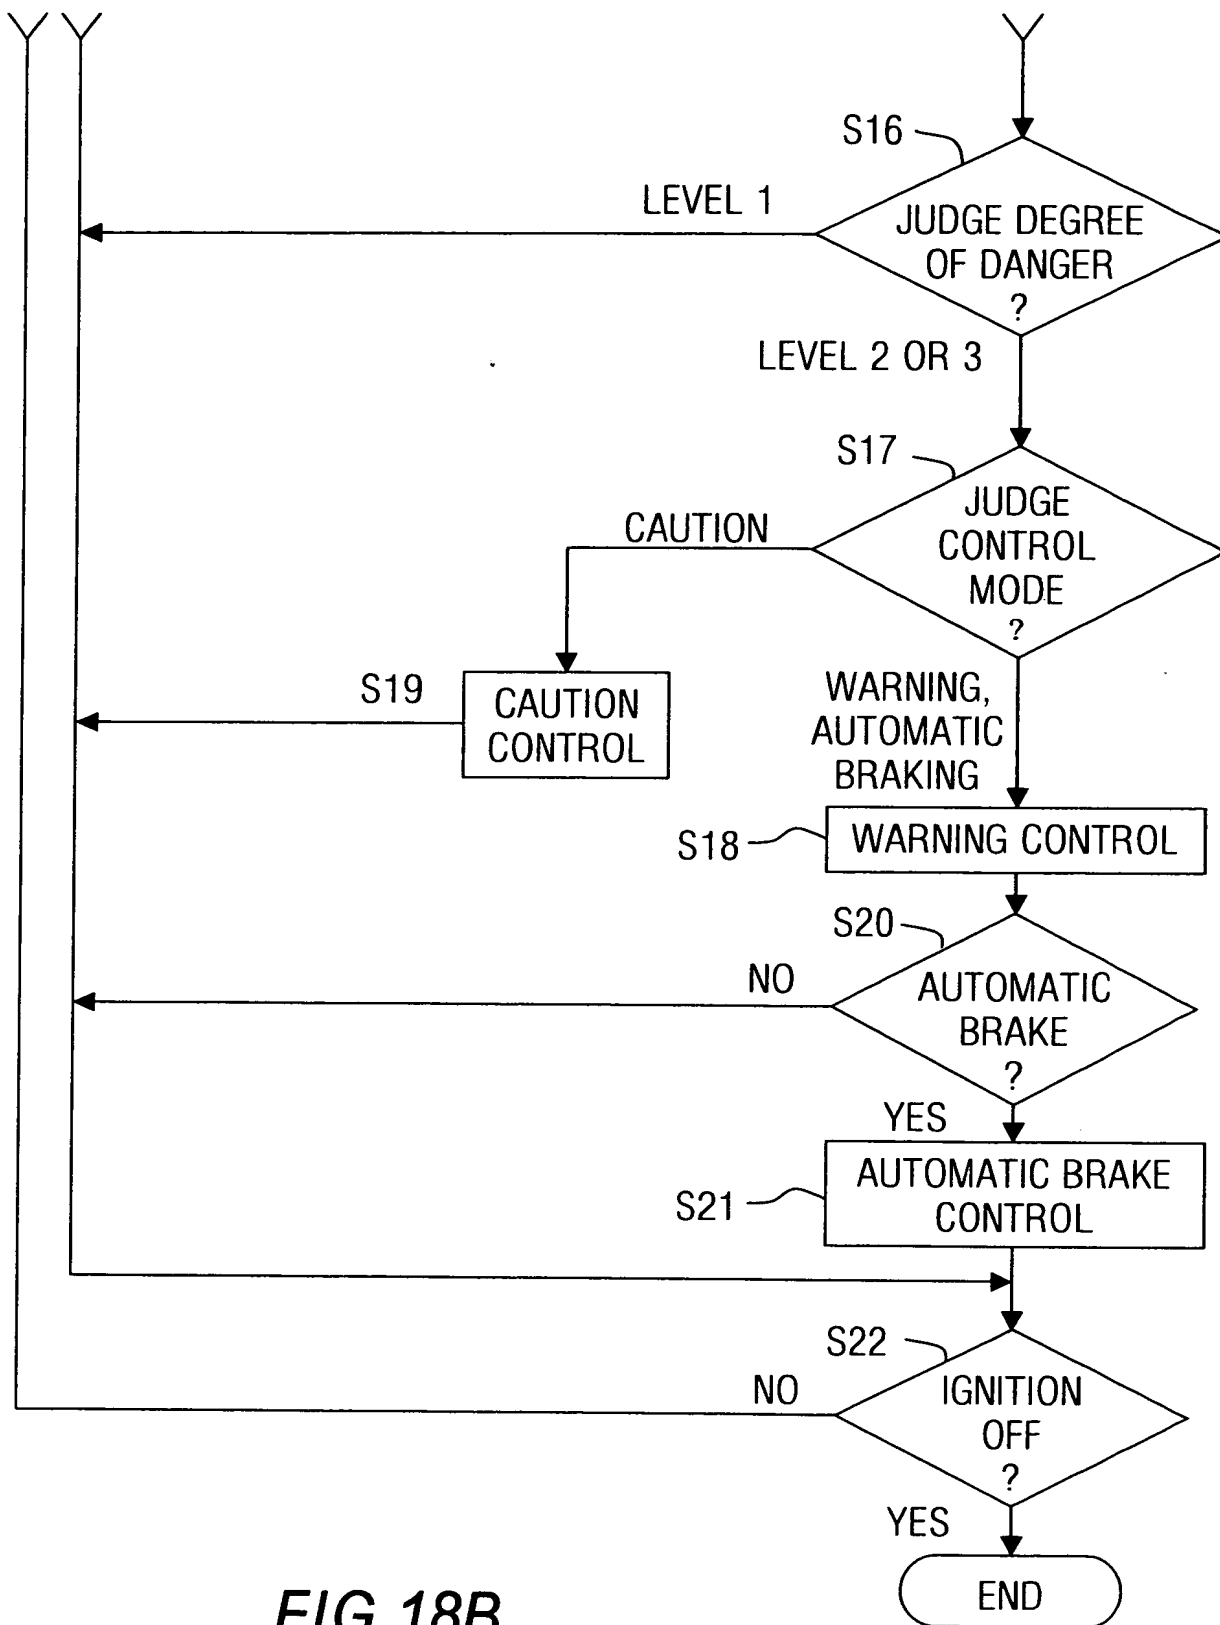 S16
LEVEL 1
JUDGE DEGREE
OF DANGER
?
LEVEL 2 OR 3
S17
JUDGE
CONTROL
MODE
?
CAUTION
S19
CAUTION
CONTROL
WARNING,
AUTOMATIC
BRAKING
S18
WARNING CONTROL
S20
NO
AUTOMATIC
BRAKE
?
YES
S21
AUTOMATIC BRAKE
CONTROL
S22
NO
IGNITION
OFF
?
YES
END
FIG. 18B